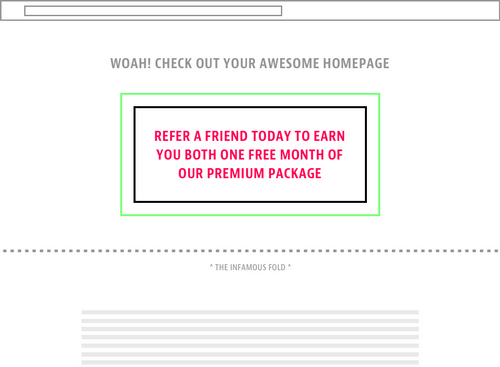 WOAH! CHECK OUT YOUR AWESOME HOMEPAGE
REFER A FRIEND TODAY TO EARN
YOU BOTH ONE FREE MONTH OF
OUR PREMIUM PACKAGE
* THE INFAMOUS FOLD *